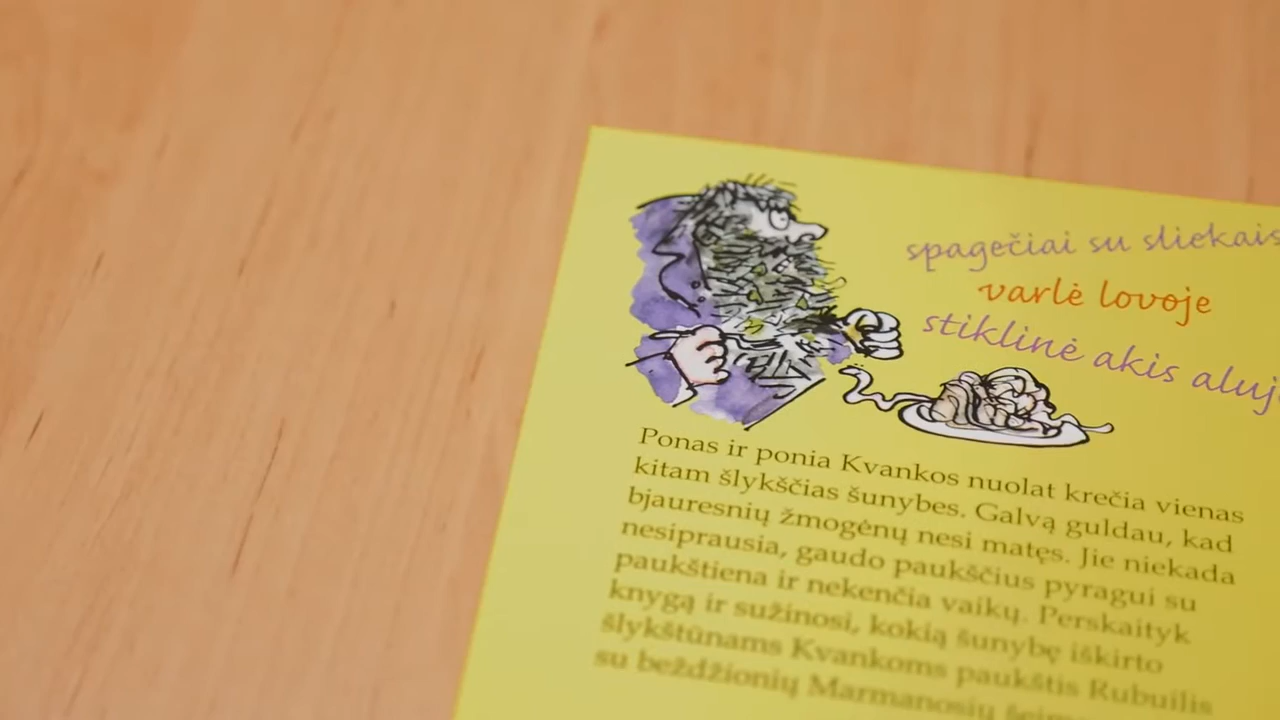 spagečiai su sliekais
varlė lovoje
stiklinė akis aluje
Ponas ir ponia Kvankos nuolat krečia vienas
kitam šlykščias šunybes. Galvą guldau, kad
bjauresnių žmogėnų nesi matęs. Jie niekada
nesiprausia, gaudo paukščius pyragui su
paukštiena ir nekenčia vaikų. Perskaityk
knygą ir sužinosi, kokią šunybę iškirto
šlykštūnams Kvankoms paukštis Rubuilis
su beždžionių Marmanosių